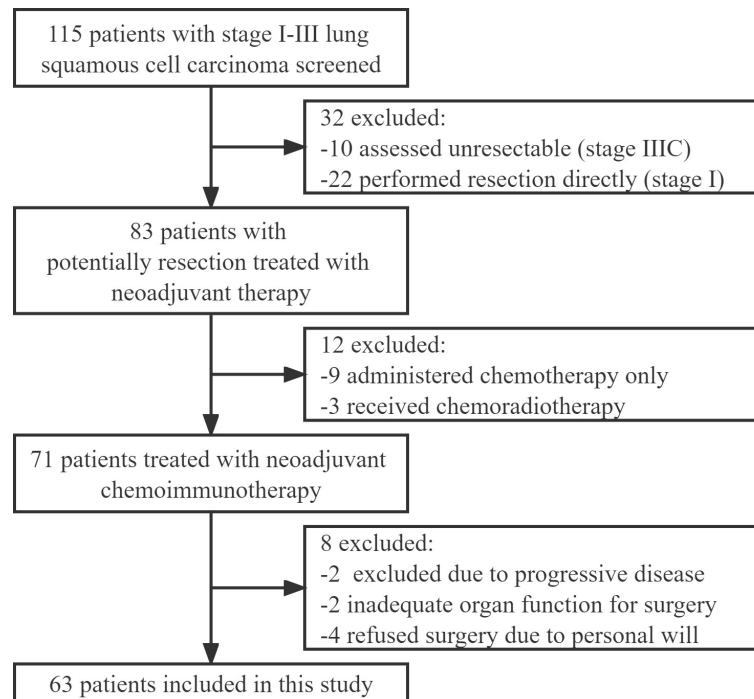 115 patients with stage I-III lung
squamous cell carcinoma screened
32 excluded:
-10 assessed unresectable (stage IIIC)
-22 performed resection directly (stage I)
83 patients with
potentially resection treated with
neoadjuvant therapy
12 excluded:
-9 administered chemotherapy only
-3 received chemoradiotherapy
71 patients treated with neoadjuvant
chemoimmunotherapy
8 excluded:
-2 excluded due to progressive disease
-2 inadequate organ function for surgery
-4 refused surgery due to personal will
63 patients included in this study